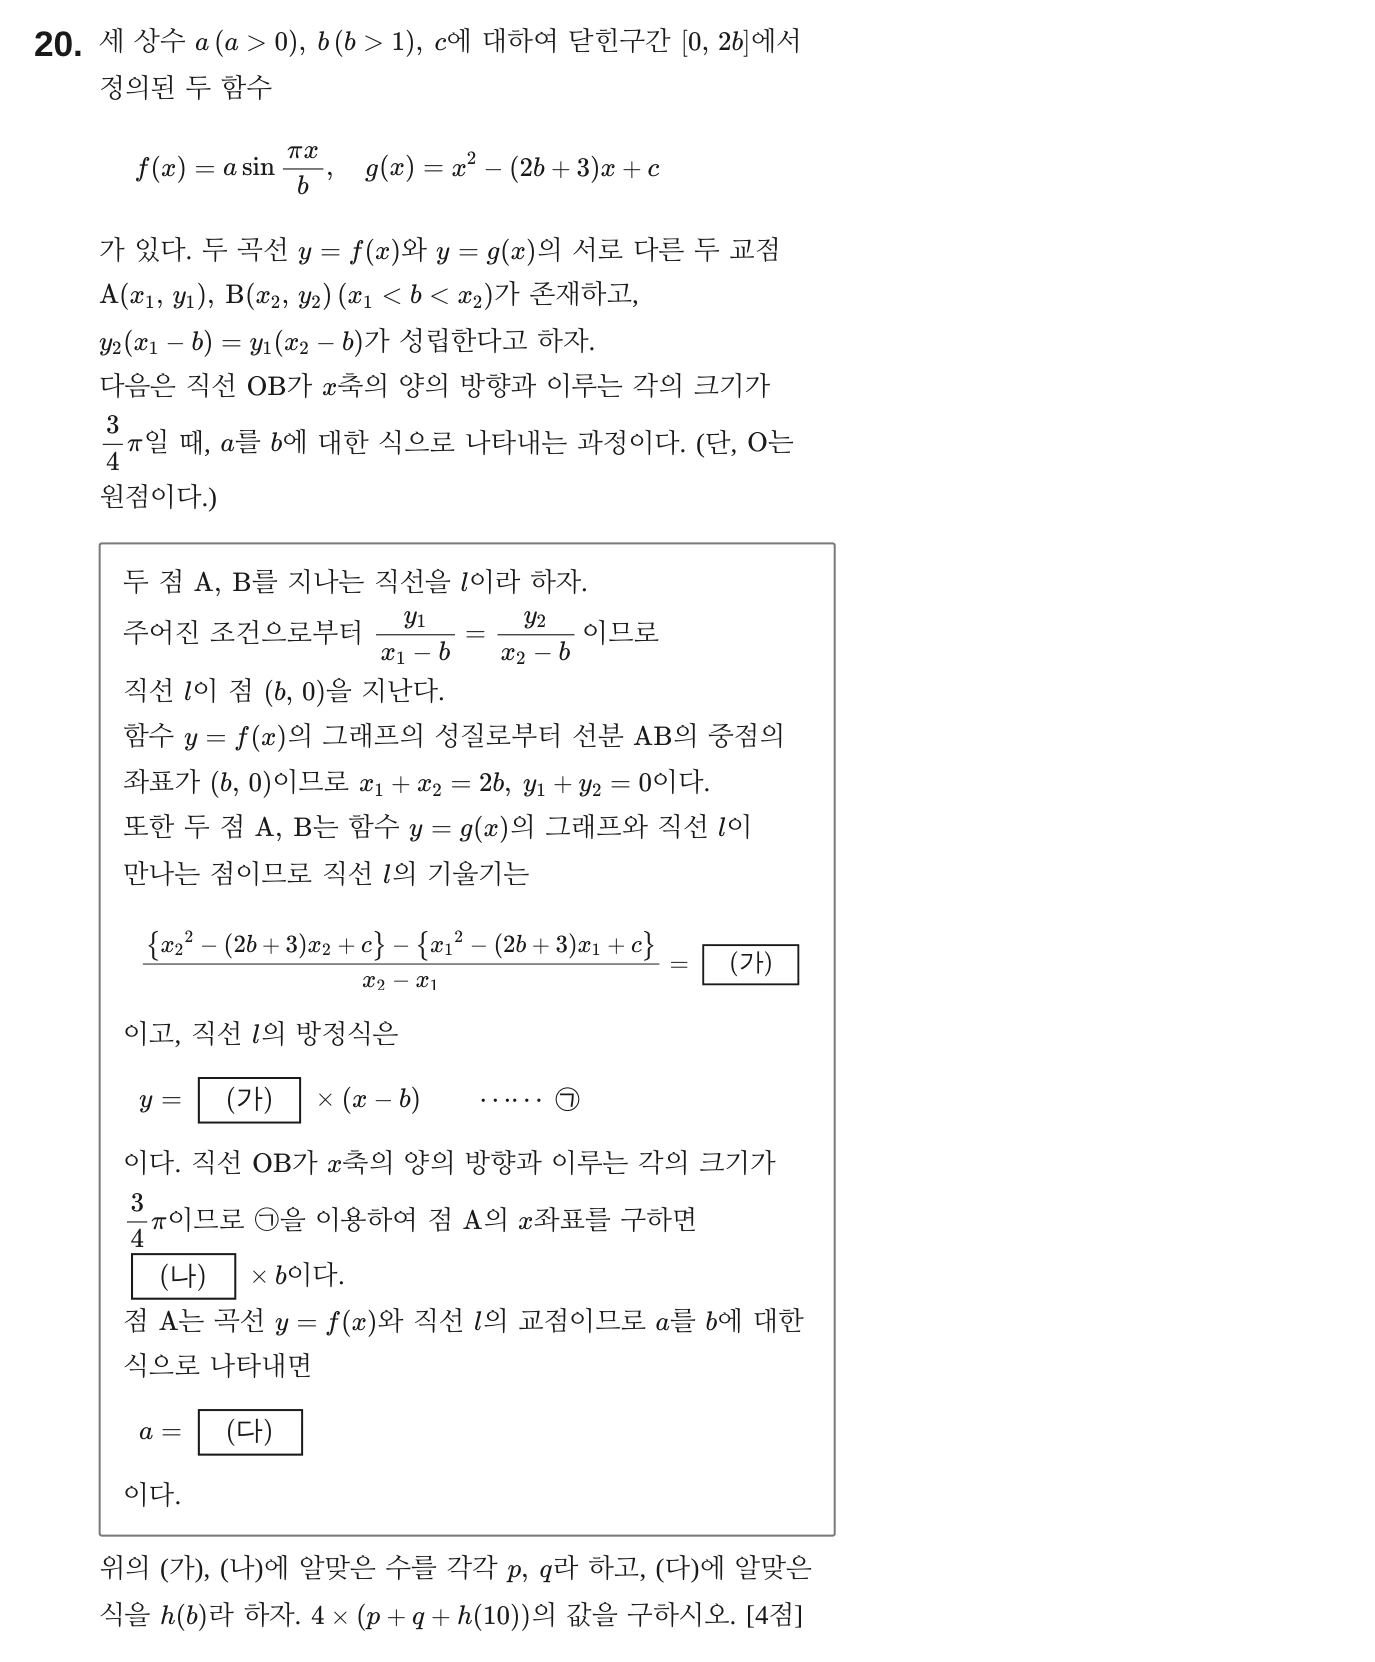 20. 세 상수 a(a > 0), b(b > 1), c에 대하여 닫힌구간 [0, 2b]에서
정의된 두 함수
f(x) = a sin πx/b, g(x) = x² − (2b + 3)x + c
가 있다. 두 곡선 y = f(x)와 y = g(x)의 서로 다른 두 교점
A(x₁, y₁), B(x₂, y₂) (x₁ < b < x₂)가 존재하고,
y₂(x₁ − b) = y₁(x₂ − b)가 성립한다고 하자.
다음은 직선 OB가 x축의 양의 방향과 이루는 각의 크기가
3/4 π일 때, a를 b에 대한 식으로 나타내는 과정이다. (단, O는
원점이다.)
두 점 A, B를 지나는 직선을 l이라 하자.
주어진 조건으로부터 y₁/(x₁ − b) = y₂/(x₂ − b) 이므로
직선 l이 점 (b, 0)을 지난다.
함수 y = f(x)의 그래프의 성질로부터 선분 AB의 중점의
좌표가 (b, 0)이므로 x₁ + x₂ = 2b, y₁ + y₂ = 0이다.
또한 두 점 A, B는 함수 y = g(x)의 그래프와 직선 l이
만나는 점이므로 직선 l의 기울기는
({x₂² − (2b + 3)x₂ + c} − {x₁² − (2b + 3)x₁ + c})/(x₂ − x₁) = (가)
이고, 직선 l의 방정식은
y = (가) × (x − b) ⋯⋯ ㉠
이다. 직선 OB가 x축의 양의 방향과 이루는 각의 크기가
3/4 π이므로 ㉠을 이용하여 점 A의 x좌표를 구하면
(나) × b이다.
점 A는 곡선 y = f(x)와 직선 l의 교점이므로 a를 b에 대한
식으로 나타내면
a = (다)
이다.
위의 (가), (나)에 알맞은 수를 각각 p, q라 하고, (다)에 알맞은
식을 h(b)라 하자. 4 × (p + q + h(10))의 값을 구하시오. [4점]